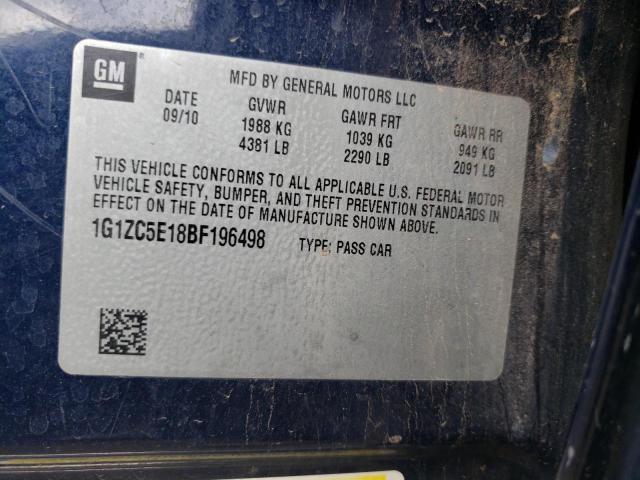 GM
MFD BY GENERAL MOTORS LLC
DATE GVWR GAWR FRT GAWR RR
09/10 1988 KG 1039 KG 949 KG
4381 LB 2290 LB 2091 LB
THIS VEHICLE CONFORMS TO ALL APPLICABLE U.S. FEDERAL MOTOR
VEHICLE SAFETY, BUMPER, AND THEFT PREVENTION STANDARDS IN
EFFECT ON THE DATE OF MANUFACTURE SHOWN ABOVE.
1G1ZC5E18BF196498 TYPE: PASS CAR